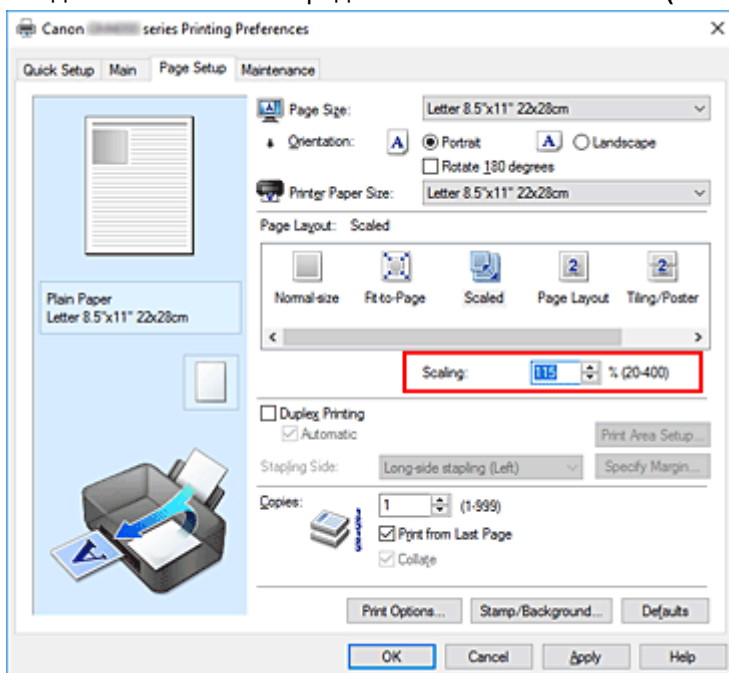 Canon series Printing Preferences
Quick Setup Main Page Setup Maintenance
Page Size: Letter 8.5"x11" 22x28cm
Orientation: A Portrait A Landscape
Rotate 180 degrees
Printer Paper Size: Letter 8.5"x11" 22x28cm
Page Layout: Scaled
Normal-size Fit-to-Page Scaled Page Layout Tiling/Poster
Plain Paper
Letter 8.5"x11" 22x28cm
Scaling: 115 % (20-400)
Duplex Printing
Automatic
Print Area Setup...
Stapling Side: Long-side stapling (Left) Specify Margin...
Copies: 1 (1-999)
Print from Last Page
Collate
Print Options... Stamp/Background... Defaults
OK Cancel Apply Help